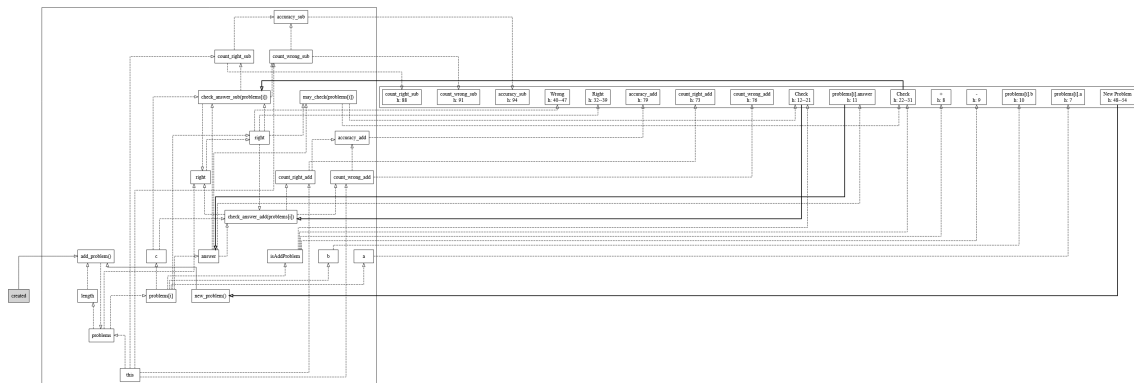 accuracy_sub
count_right_sub
count_wrong_sub
check_answer_sub(problems[i])
may_check(problems[i])
count_right_sub
h: 88
count_wrong_sub
h: 91
accuracy_sub
h: 94
Wrong
h: 40–47
Right
h: 32–39
accuracy_add
h: 79
count_right_add
h: 73
count_wrong_add
h: 76
Check
h: 12–21
problems[i].answer
h: 11
Check
h: 22–31
+
h: 8
-
h: 9
problems[i].b
h: 10
problems[i].a
h: 7
New Problem
h: 48–54
right
accuracy_add
right
count_right_add
count_wrong_add
check_answer_add(problems[i])
add_problem()
c
answer
isAddProblem
b
a
created
length
problems[i]
new_problem()
problems
this